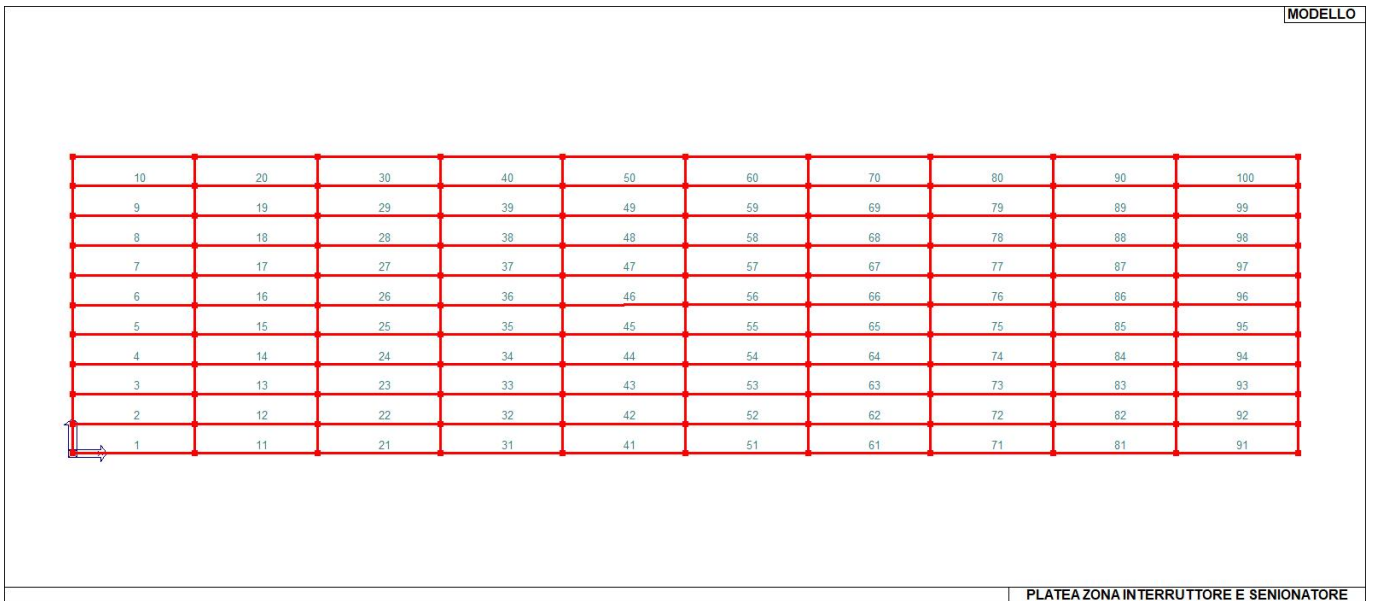 MODELLO
10 20 30 40 50 60 70 80 90 100
9 19 29 39 49 59 69 79 89 99
8 18 28 38 48 58 68 78 88 98
7 17 27 37 47 57 67 77 87 97
6 16 26 36 46 56 66 76 86 96
5 15 25 35 45 55 65 75 85 95
4 14 24 34 44 54 64 74 84 94
3 13 23 33 43 53 63 73 83 93
2 12 22 32 42 52 62 72 82 92
1 11 21 31 41 51 61 71 81 91
PLATEA ZONA INTERRUTTORE E SENIONATORE